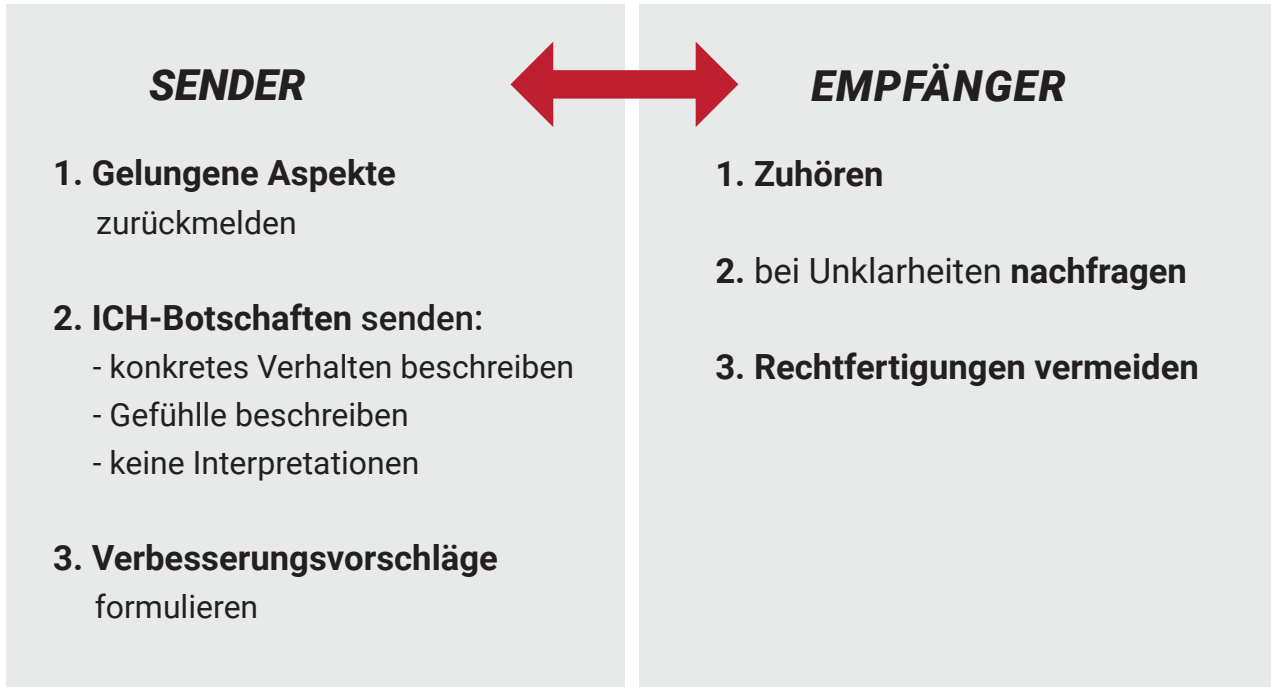 SENDER
1. Gelungene Aspekte
zurückmelden
2. ICH-Botschaften senden:
- konkretes Verhalten beschreiben
- Gefühlle beschreiben
- keine Interpretationen
3. Verbesserungsvorschläge
formulieren
EMPFÄNGER
1. Zuhören
2. bei Unklarheiten nachfragen
3. Rechtfertigungen vermeiden